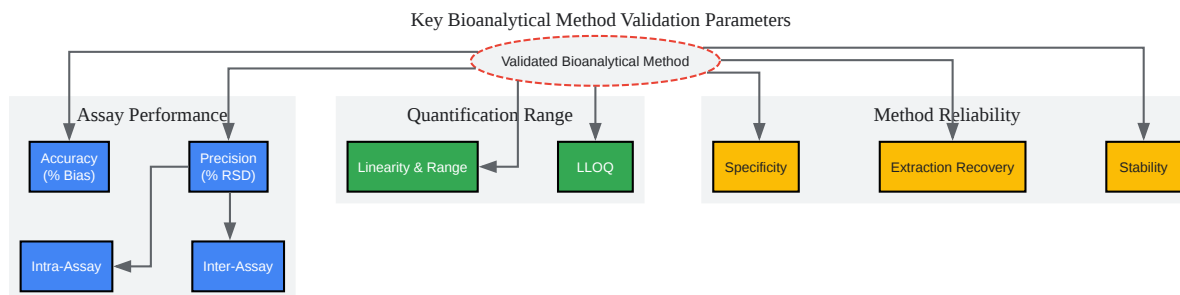 Key Bioanalytical Method Validation Parameters
Validated Bioanalytical Method
Assay Performance
Quantification Range
Method Reliability
Accuracy
(% Bias)
Precision
(% RSD)
Linearity & Range
LLOQ
Specificity
Extraction Recovery
Stability
Intra-Assay
Inter-Assay